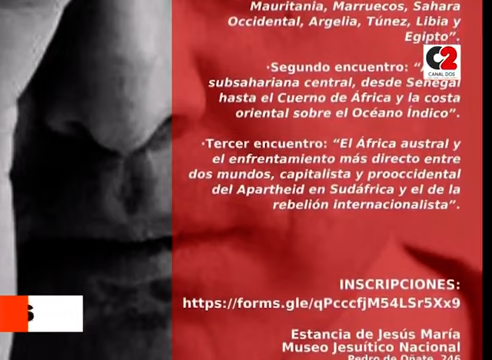 Mauritania, Marruecos, Sahara
Occidental, Argelia, Túnez, Libia y
Egipto”.
C2
CANAL DOS
·Segundo encuentro: “
subsahariana central, desde Senegal
hasta el Cuerno de África y la costa
oriental sobre el Océano Índico”.
·Tercer encuentro: “El África austral y
el enfrentamiento más directo entre
dos mundos, capitalista y prooccidental
del Apartheid en Sudáfrica y el de la
rebelión internacionalista”.
INSCRIPCIONES:
https://forms.gle/qPcccfjM54LSr5Xx9
S
Estancia de Jesús María
Museo Jesuítico Nacional
Pedro de Oñate, 246